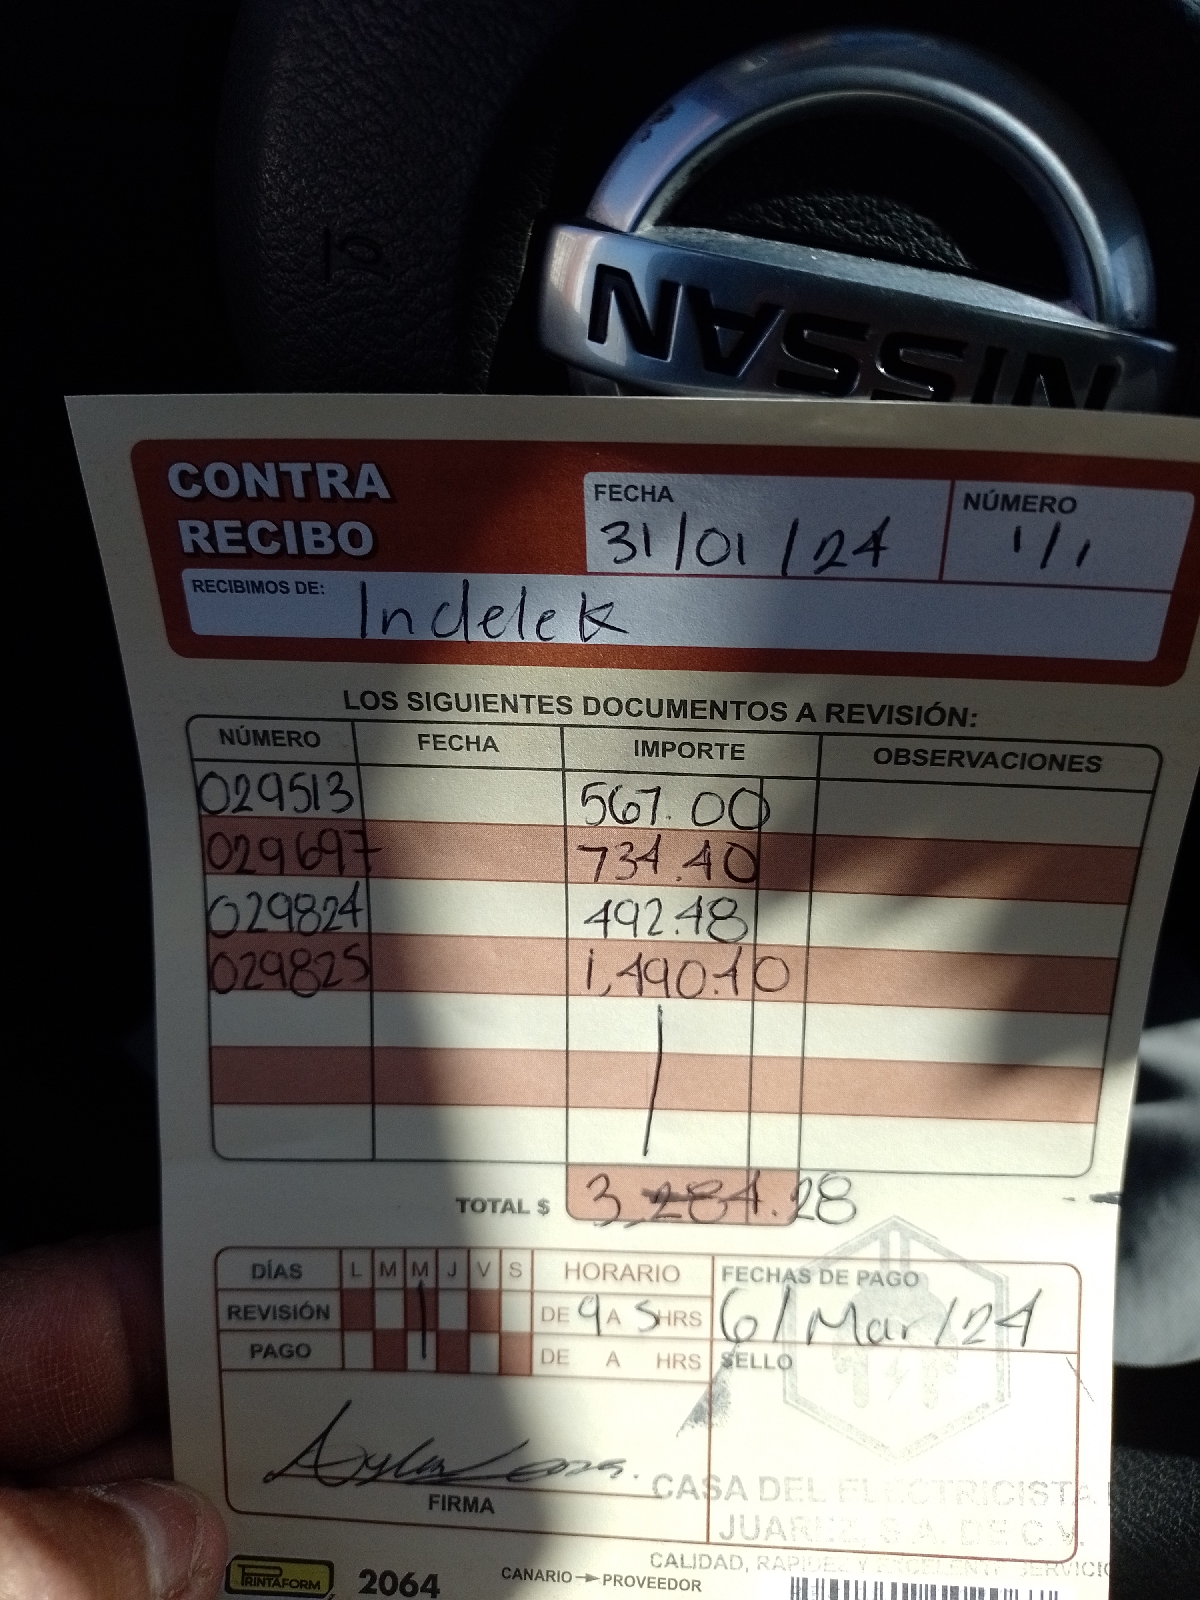 NISSAN
CONTRA
RECIBO
FECHA
31/01/24
NÚMERO
1/1
RECIBIMOS DE: Indelek
LOS SIGUIENTES DOCUMENTOS A REVISIÓN:
NÚMERO FECHA IMPORTE OBSERVACIONES
029513 567.00
029697 734.40
029824 492.48
029825 1,490.40
TOTAL $ 3,284.28
DÍAS L M M J V S HORARIO FECHAS DE PAGO
REVISIÓN DE 9 A 5 HRS 6/Mar/24
PAGO DE A HRS SELLO
FIRMA
CASA DEL ELECTRICISTA
JUAREZ, S.A. DE C.V.
CALIDAD, RAPIDEZ Y EXCELENTE SERVICIO
PRINTAFORM 2064 CANARIO→PROVEEDOR